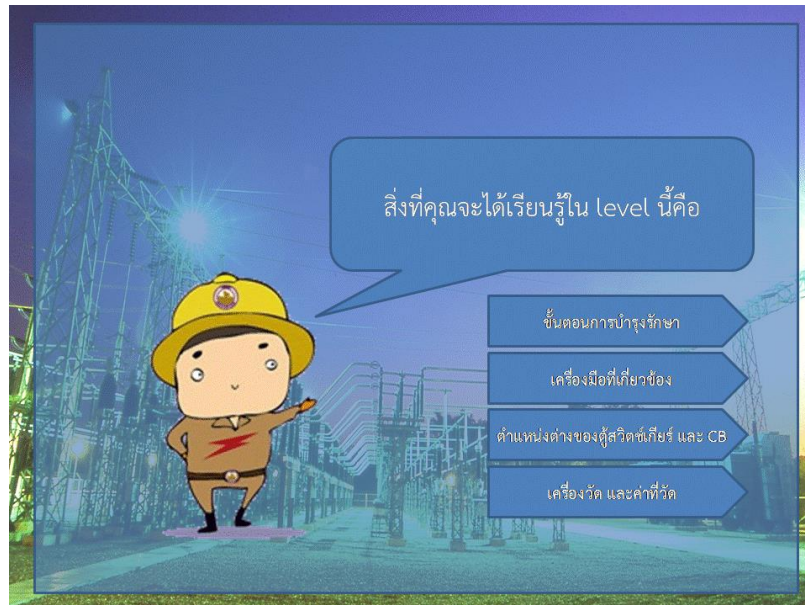 สิ่งที่คุณจะได้เรียนรู้ใน level นี้คือ
ขั้นตอนการบำรุงรักษา
เครื่องมือที่เกี่ยวข้อง
ตำแหน่งต่างของตู้สวิตช์เกียร์ และ CB
เครื่องวัด และค่าที่วัด